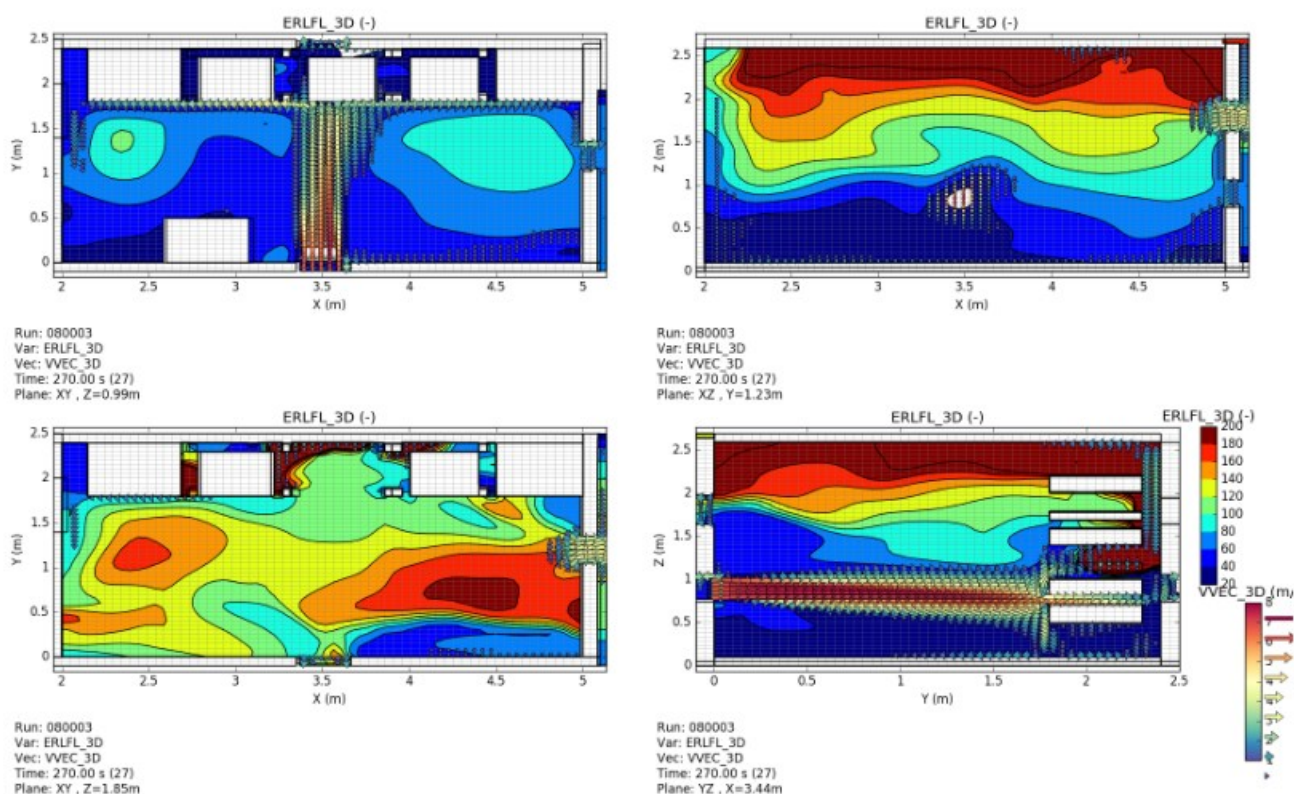 ERLFL_3D (-)
2.5
2
1.5
1
0.5
0
Y (m)
2 2.5 3 3.5 4 4.5 5
X (m)
Run: 080003
Var: ERLFL_3D
Vec: VVEC_3D
Time: 270.00 s (27)
Plane: XY , Z=0.99m
ERLFL_3D (-)
2.5
2
1.5
1
0.5
0
Z (m)
2 2.5 3 3.5 4 4.5 5
X (m)
Run: 080003
Var: ERLFL_3D
Vec: VVEC_3D
Time: 270.00 s (27)
Plane: XZ , Y=1.23m
ERLFL_3D (-)
2.5
2
1.5
1
0.5
0
Y (m)
2 2.5 3 3.5 4 4.5 5
X (m)
Run: 080003
Var: ERLFL_3D
Vec: VVEC_3D
Time: 270.00 s (27)
Plane: XY , Z=1.85m
ERLFL_3D (-)
2.5
2
1.5
1
0.5
0
Z (m)
0 0.5 1 1.5 2 2.5
Y (m)
Run: 080003
Var: ERLFL_3D
Vec: VVEC_3D
Time: 270.00 s (27)
Plane: YZ , X=3.44m
ERLFL_3D (-)
200
180
160
140
120
100
80
60
40
20
VVEC_3D (m/
8
7